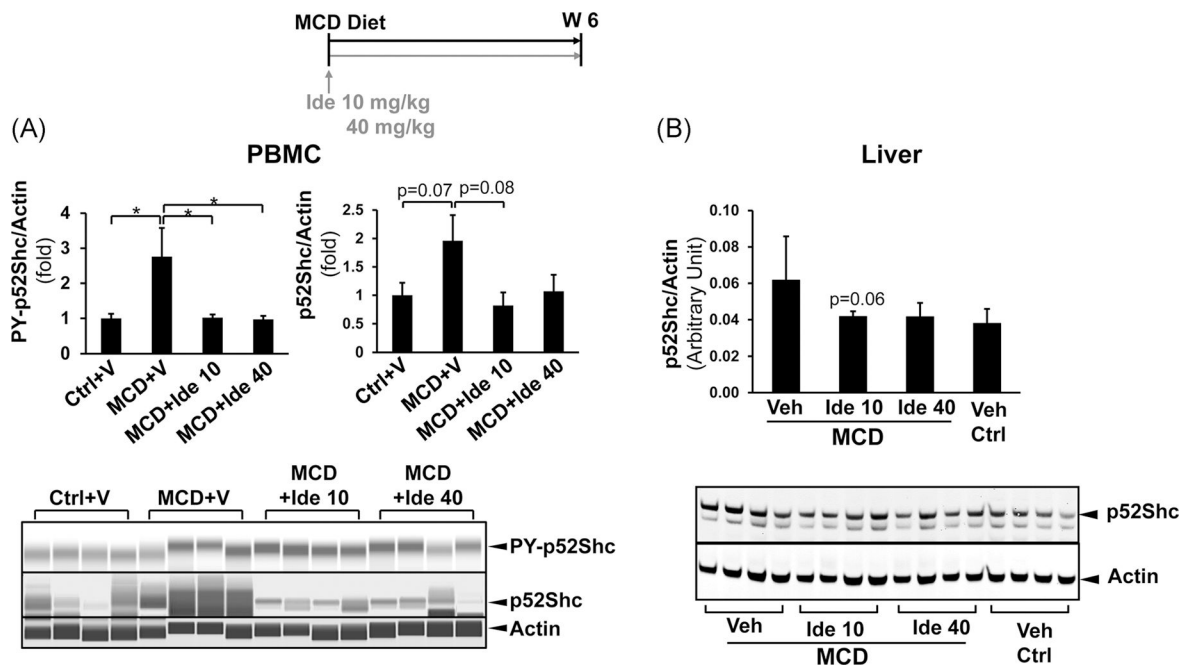 MCD Diet W 6
Ide 10 mg/kg
40 mg/kg
(A)
PBMC
PY-p52Shc/Actin
(fold)
4
3
2
1
0
*
*
*
Ctrl+V
MCD+V
MCD+Ide 10
MCD+Ide 40
p52Shc/Actin
(fold)
2.5
2
1.5
1
0.5
0
p=0.07
p=0.08
Ctrl+V
MCD+V
MCD+Ide 10
MCD+Ide 40
Ctrl+V
MCD+V
MCD
+Ide 10
MCD
+Ide 40
PY-p52Shc
p52Shc
Actin
(B)
Liver
p52Shc/Actin
(Arbitrary Unit)
0.10
0.08
0.06
0.04
0.02
0.00
p=0.06
Veh
Ide 10
Ide 40
Veh
Ctrl
MCD
p52Shc
Actin
Veh
Ide 10
Ide 40
Veh
Ctrl
MCD